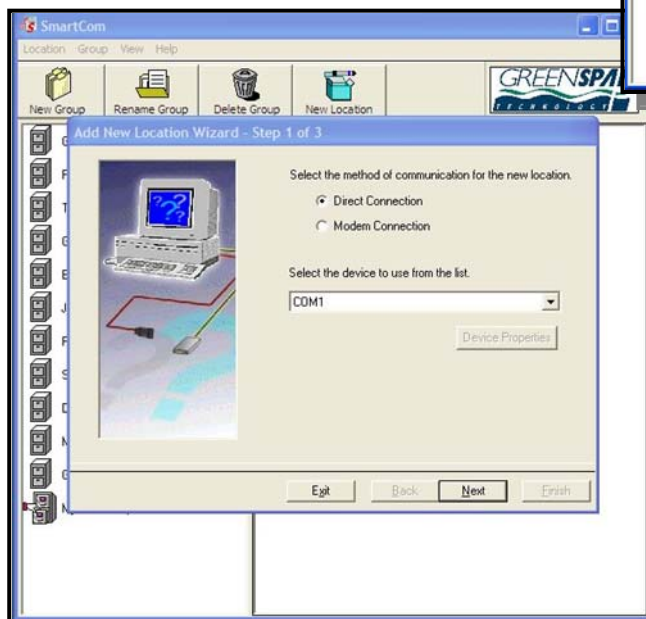 SmartCom
Location Group View Help
New Group Rename Group Delete Group New Location
GREENSPA
TECHNOLOGY
Add New Location Wizard - Step 1 of 3
Select the method of communication for the new location.
Direct Connection
Modem Connection
Select the device to use from the list.
COM1
Device Properties
Exit Back Next Finish